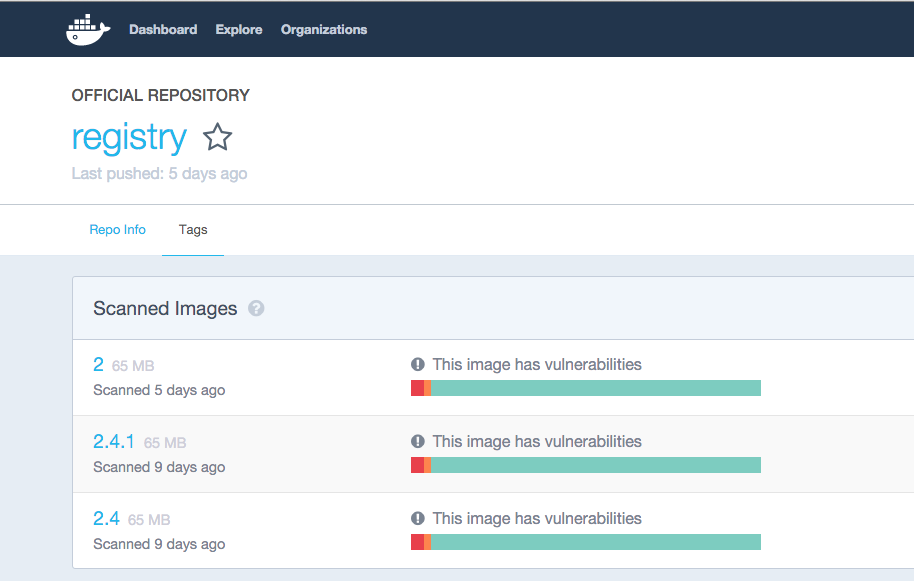 Dashboard Explore Organizations
OFFICIAL REPOSITORY
registry
Last pushed: 5 days ago
Repo Info Tags
Scanned Images ?
2 65 MB ! This image has vulnerabilities
Scanned 5 days ago
2.4.1 65 MB ! This image has vulnerabilities
Scanned 9 days ago
2.4 65 MB ! This image has vulnerabilities
Scanned 9 days ago